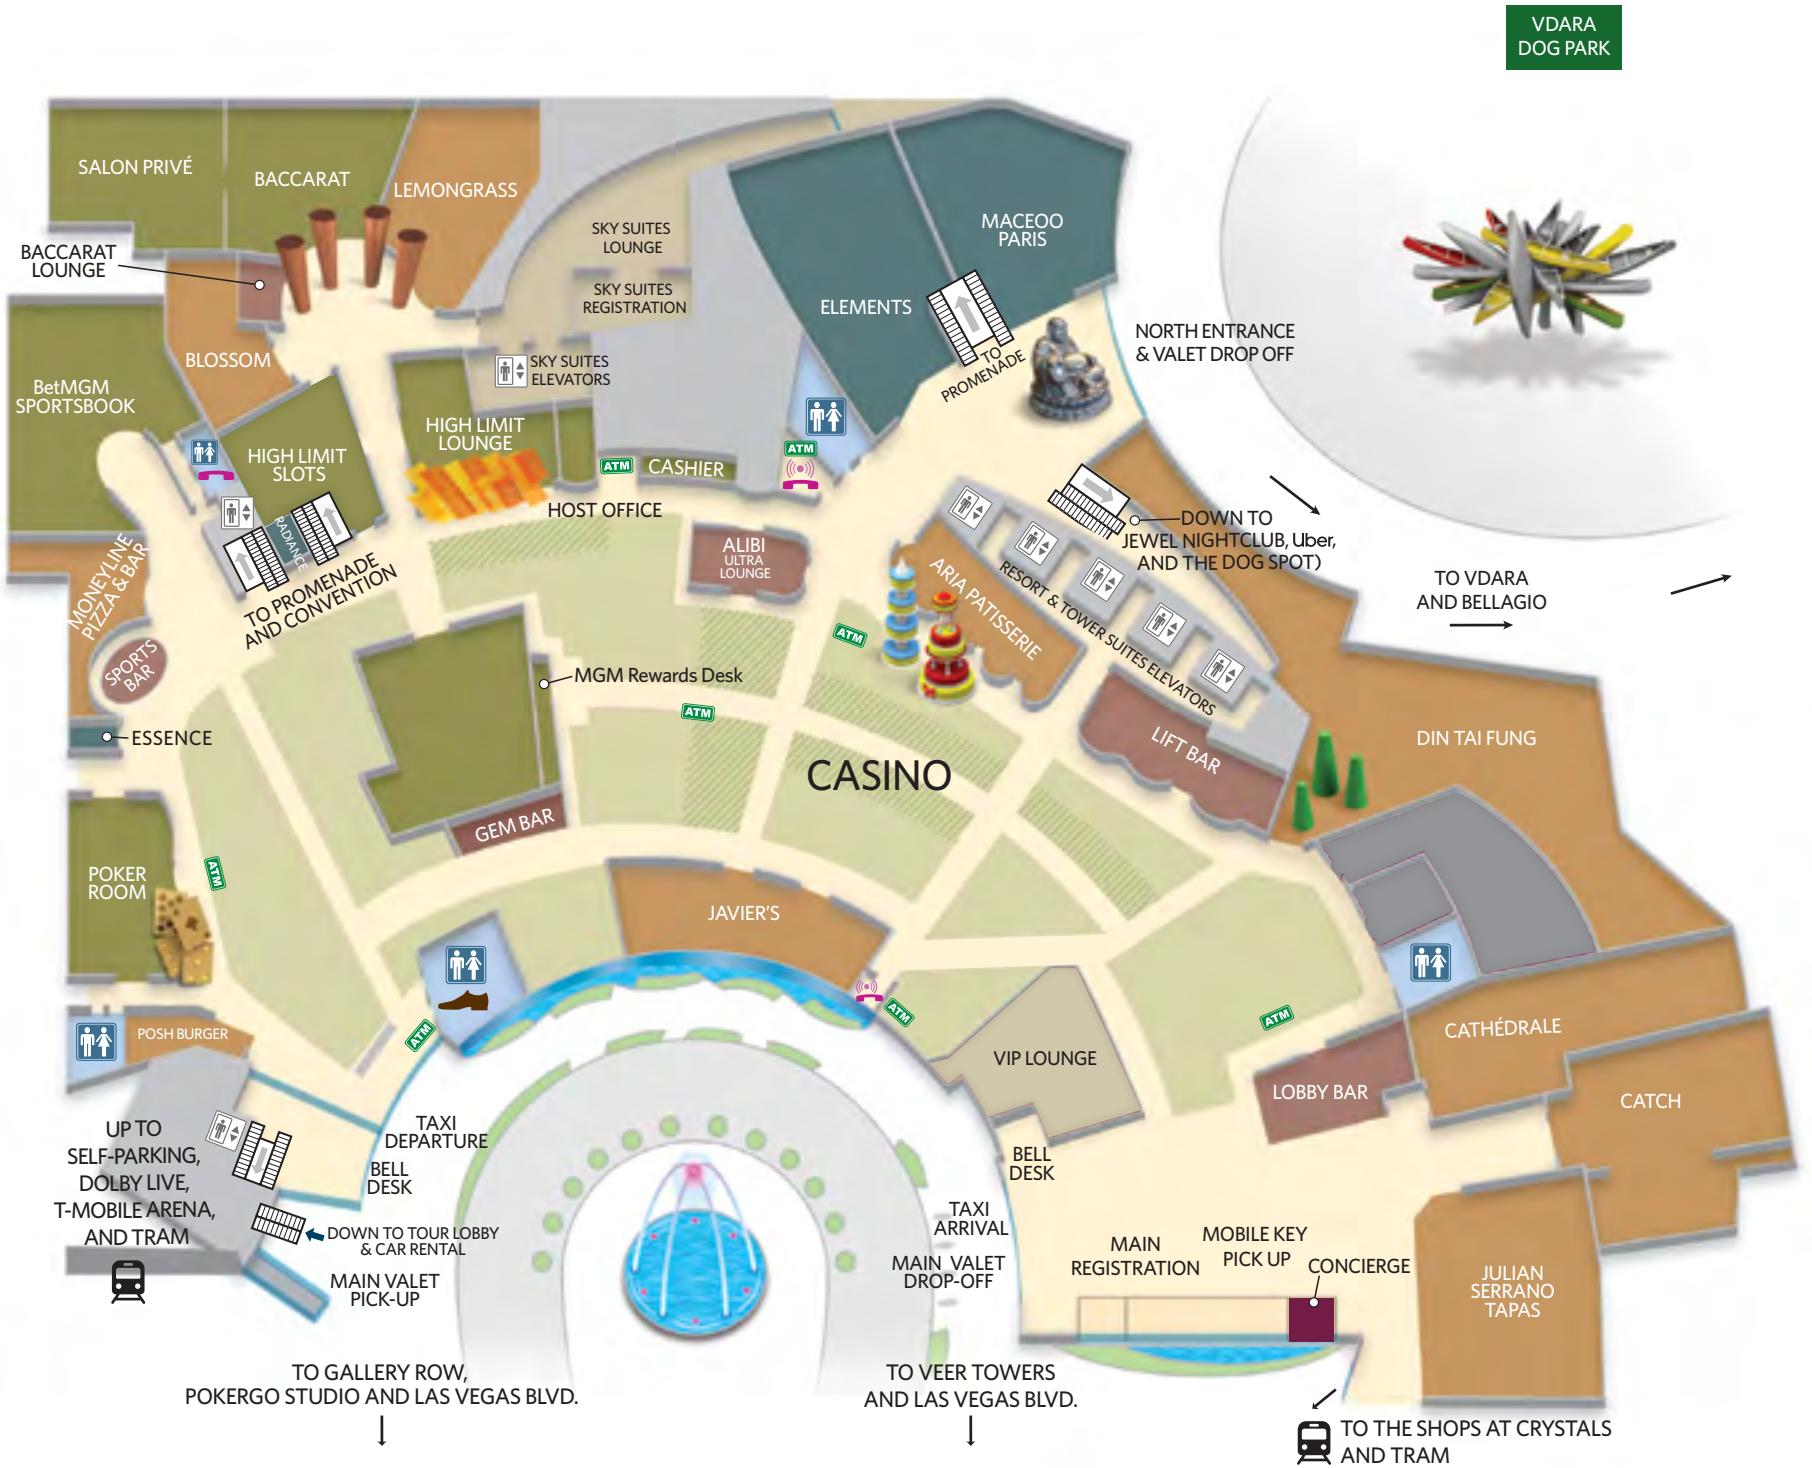 VDARA
DOG PARK
SALON PRIVÉ
BACCARAT
LEMONGRASS
BACCARAT
LOUNGE
SKY SUITES
LOUNGE
SKY SUITES
REGISTRATION
MACEOO
PARIS
ELEMENTS
TO
PROMENADE
NORTH ENTRANCE
& VALET DROP OFF
BLOSSOM
SKY SUITES
ELEVATORS
BetMGM
SPORTSBOOK
HIGH LIMIT
LOUNGE
HIGH LIMIT
SLOTS
ATM
CASHIER
ATM
HOST OFFICE
RADIANCE
TO PROMENADE
AND CONVENTION
MONEYLINE
PIZZA & BAR
SPORTS
BAR
ESSENCE
ALIBI
ULTRA
LOUNGE
ATM
ARIA PATISSERIE
RESORT & TOWER SUITES ELEVATORS
DOWN TO
JEWEL NIGHTCLUB, Uber,
AND THE DOG SPOT)
TO VDARA
AND BELLAGIO
MGM Rewards Desk
ATM
CASINO
LIFT BAR
DIN TAI FUNG
GEM BAR
POKER
ROOM
ATM
JAVIER'S
ATM
ATM
ATM
POSH BURGER
VIP LOUNGE
CATHÉDRALE
LOBBY BAR
CATCH
UP TO
SELF-PARKING,
DOLBY LIVE,
T-MOBILE ARENA,
AND TRAM
TAXI
DEPARTURE
BELL
DESK
DOWN TO TOUR LOBBY
& CAR RENTAL
MAIN VALET
PICK-UP
BELL
DESK
TAXI
ARRIVAL
MAIN VALET
DROP-OFF
MAIN
REGISTRATION
MOBILE KEY
PICK UP
CONCIERGE
JULIAN
SERRANO
TAPAS
TO GALLERY ROW,
POKERGO STUDIO AND LAS VEGAS BLVD.
TO VEER TOWERS
AND LAS VEGAS BLVD.
TO THE SHOPS AT CRYSTALS
AND TRAM